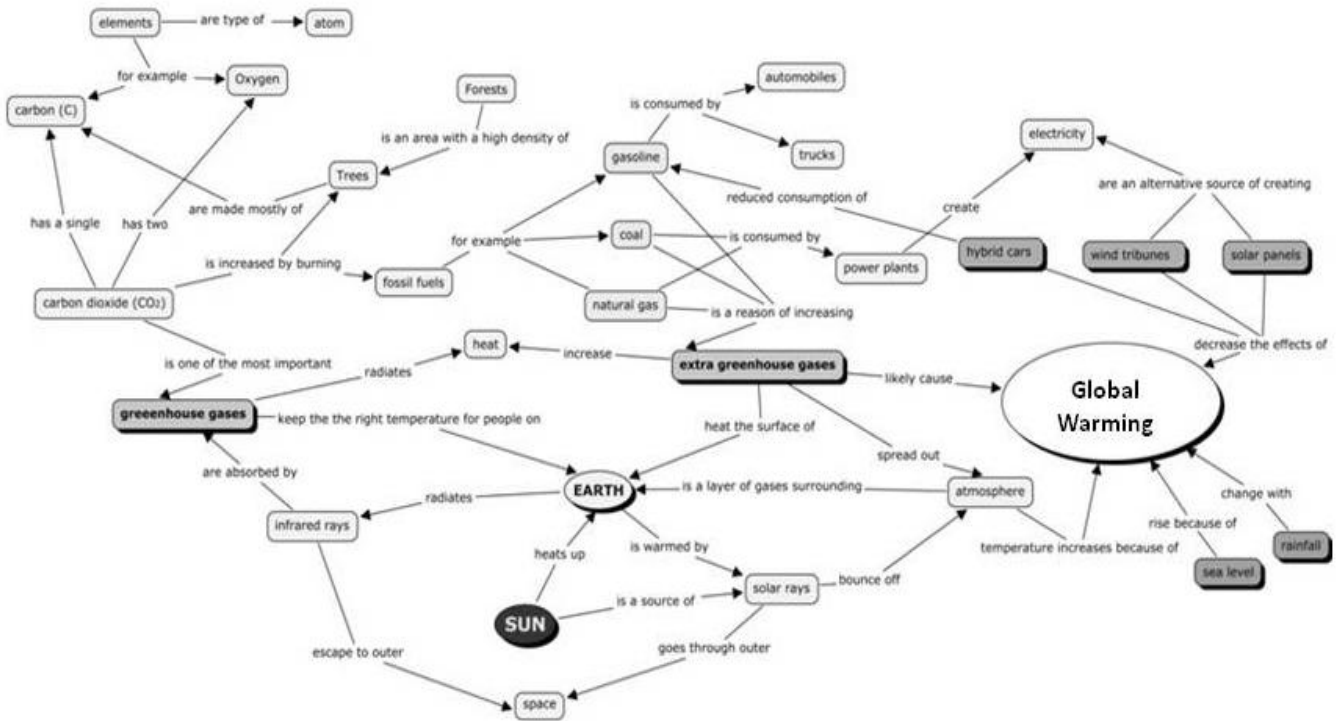 elements
are type of
atom
for example
Oxygen
carbon (C)
Forests
automobiles
is consumed by
is an area with a high density of
electricity
gasoline
trucks
Trees
are an alternative source of creating
reduced consumption of
are made mostly of
create
has a single
has two
coal
is consumed by
for example
hybrid cars
wind tribunes
solar panels
is increased by burning
power plants
fossil fuels
carbon dioxide (CO2)
natural gas
is a reason of increasing
heat
increase
decrease the effects of
is one of the most important
radiates
extra greenhouse gases
likely cause
Global
Warming
greeenhouse gases
keep the the right temperature for people on
heat the surface of
spread out
are absorbed by
EARTH
is a layer of gases surrounding
atmosphere
radiates
change with
infrared rays
rise because of
heats up
is warmed by
temperature increases because of
rainfall
sea level
solar rays
bounce off
is a source of
SUN
escape to outer
goes through outer
space